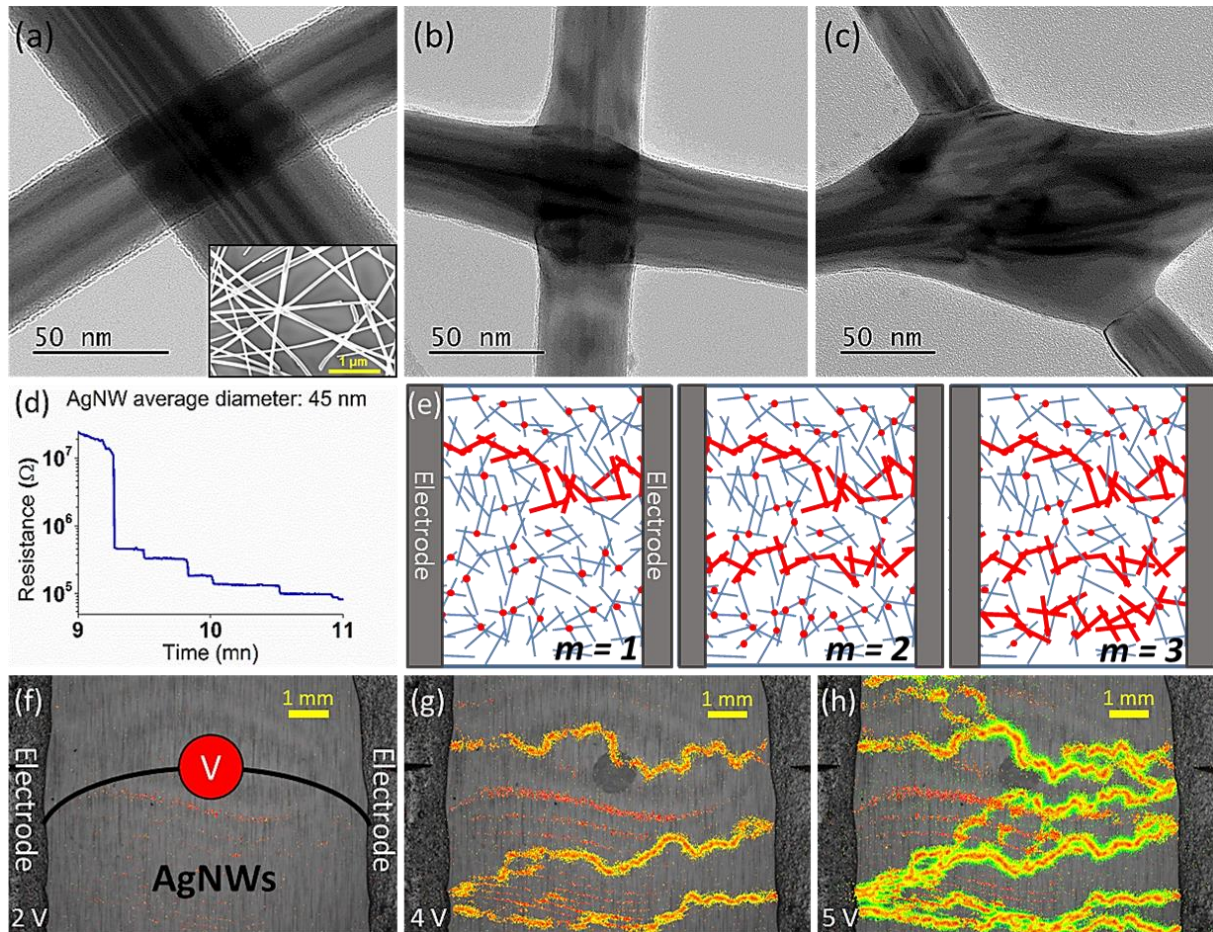 (a)
50 nm
1 µm
(b)
50 nm
(c)
50 nm
(d)
AgNW average diameter: 45 nm
Resistance (Ω)
10⁷
10⁶
10⁵
9
10
11
Time (mn)
(e)
Electrode
Electrode
m = 1
m = 2
m = 3
(f)
1 mm
Electrode
V
Electrode
AgNWs
2 V
(g)
1 mm
4 V
(h)
1 mm
5 V